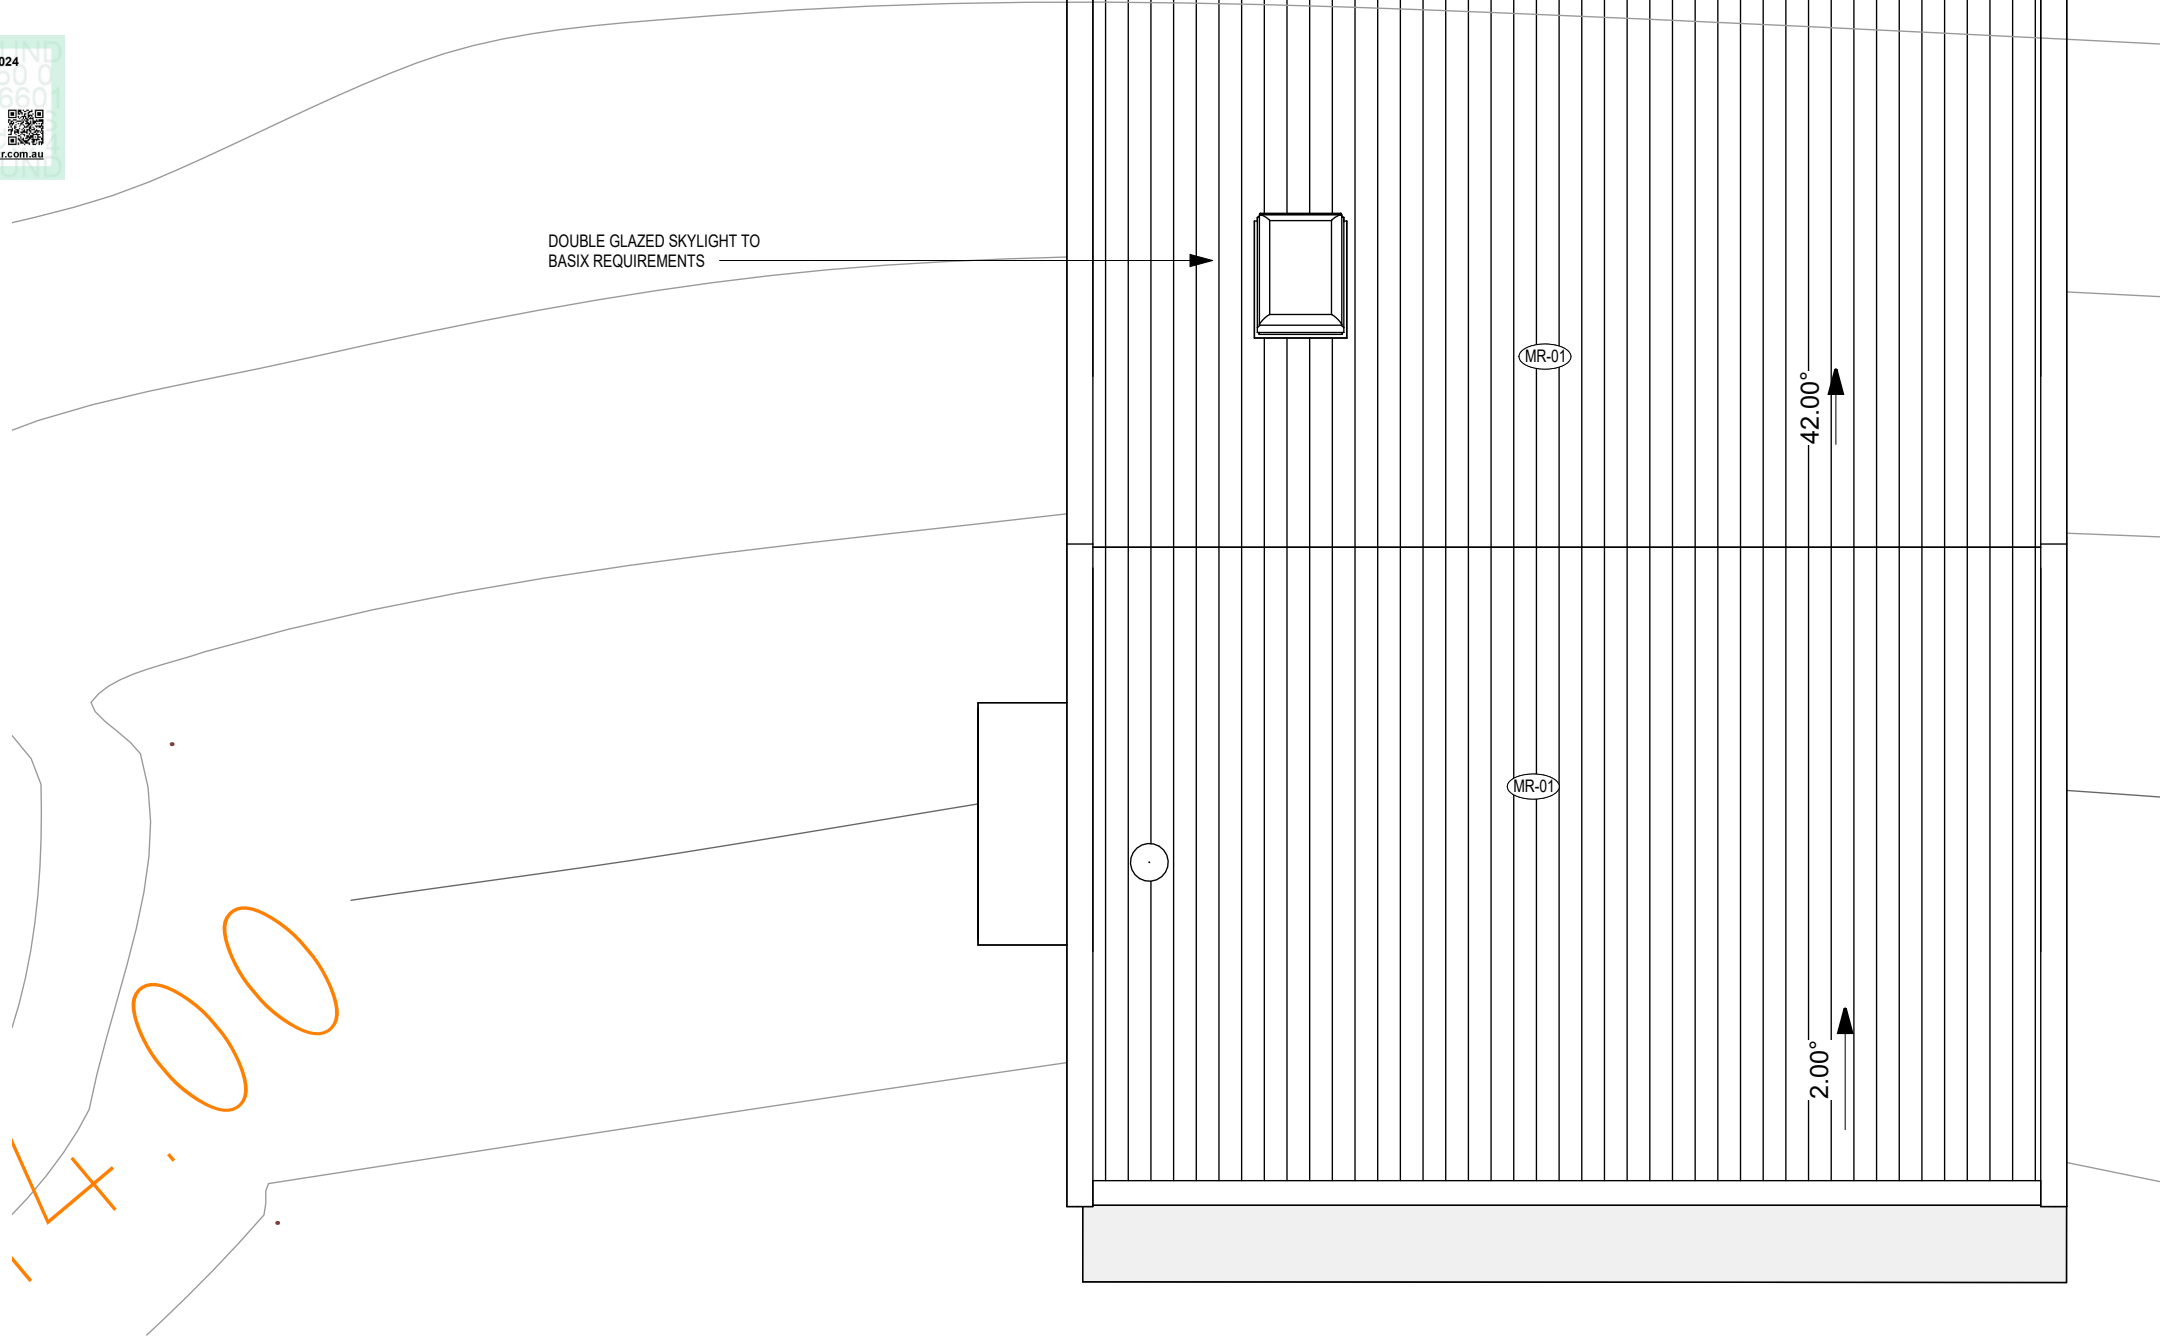 024
r.com.au
DOUBLE GLAZED SKYLIGHT TO
BASIX REQUIREMENTS
MR-01
42.00°
MR-01
2.00°